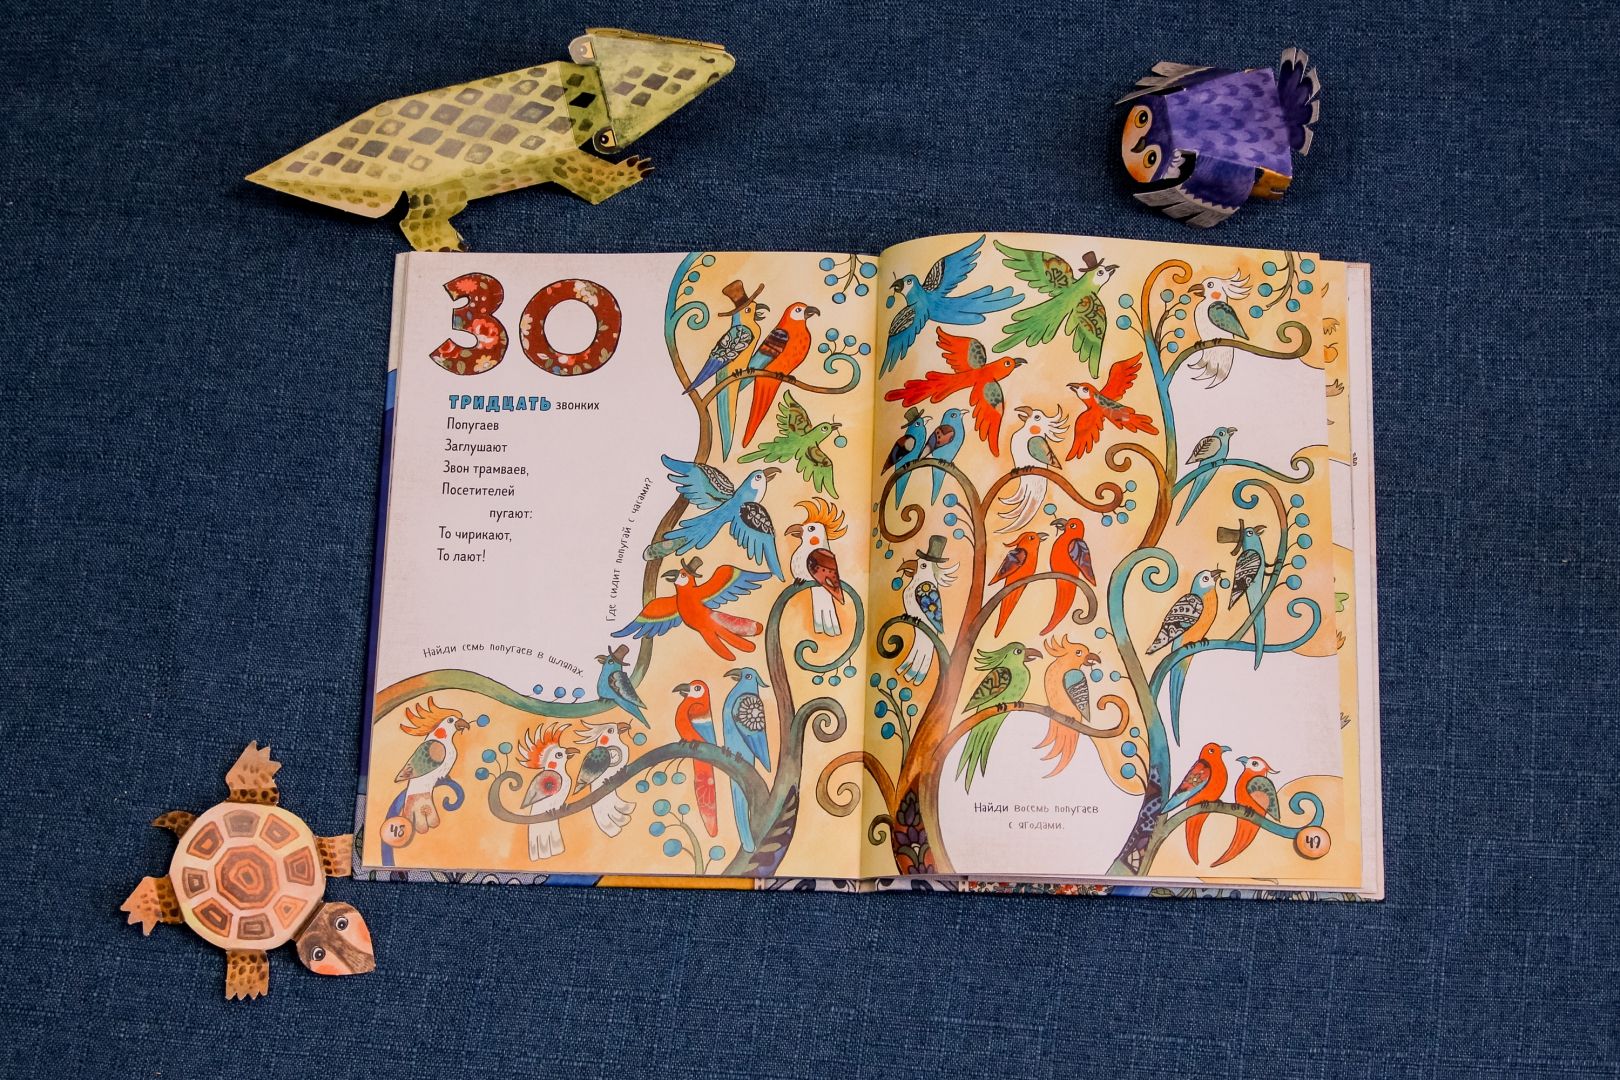 30
ТРИДЦАТЬ звонких
Попугаев
Заглушают
Звон трамваев,
Посетителей
пугают:
То чирикают,
То лают!
Где сидит попугай с часами?
Найди семь попугаев в шляпах.
48
Найди восемь попугаев
с ягодами.
49